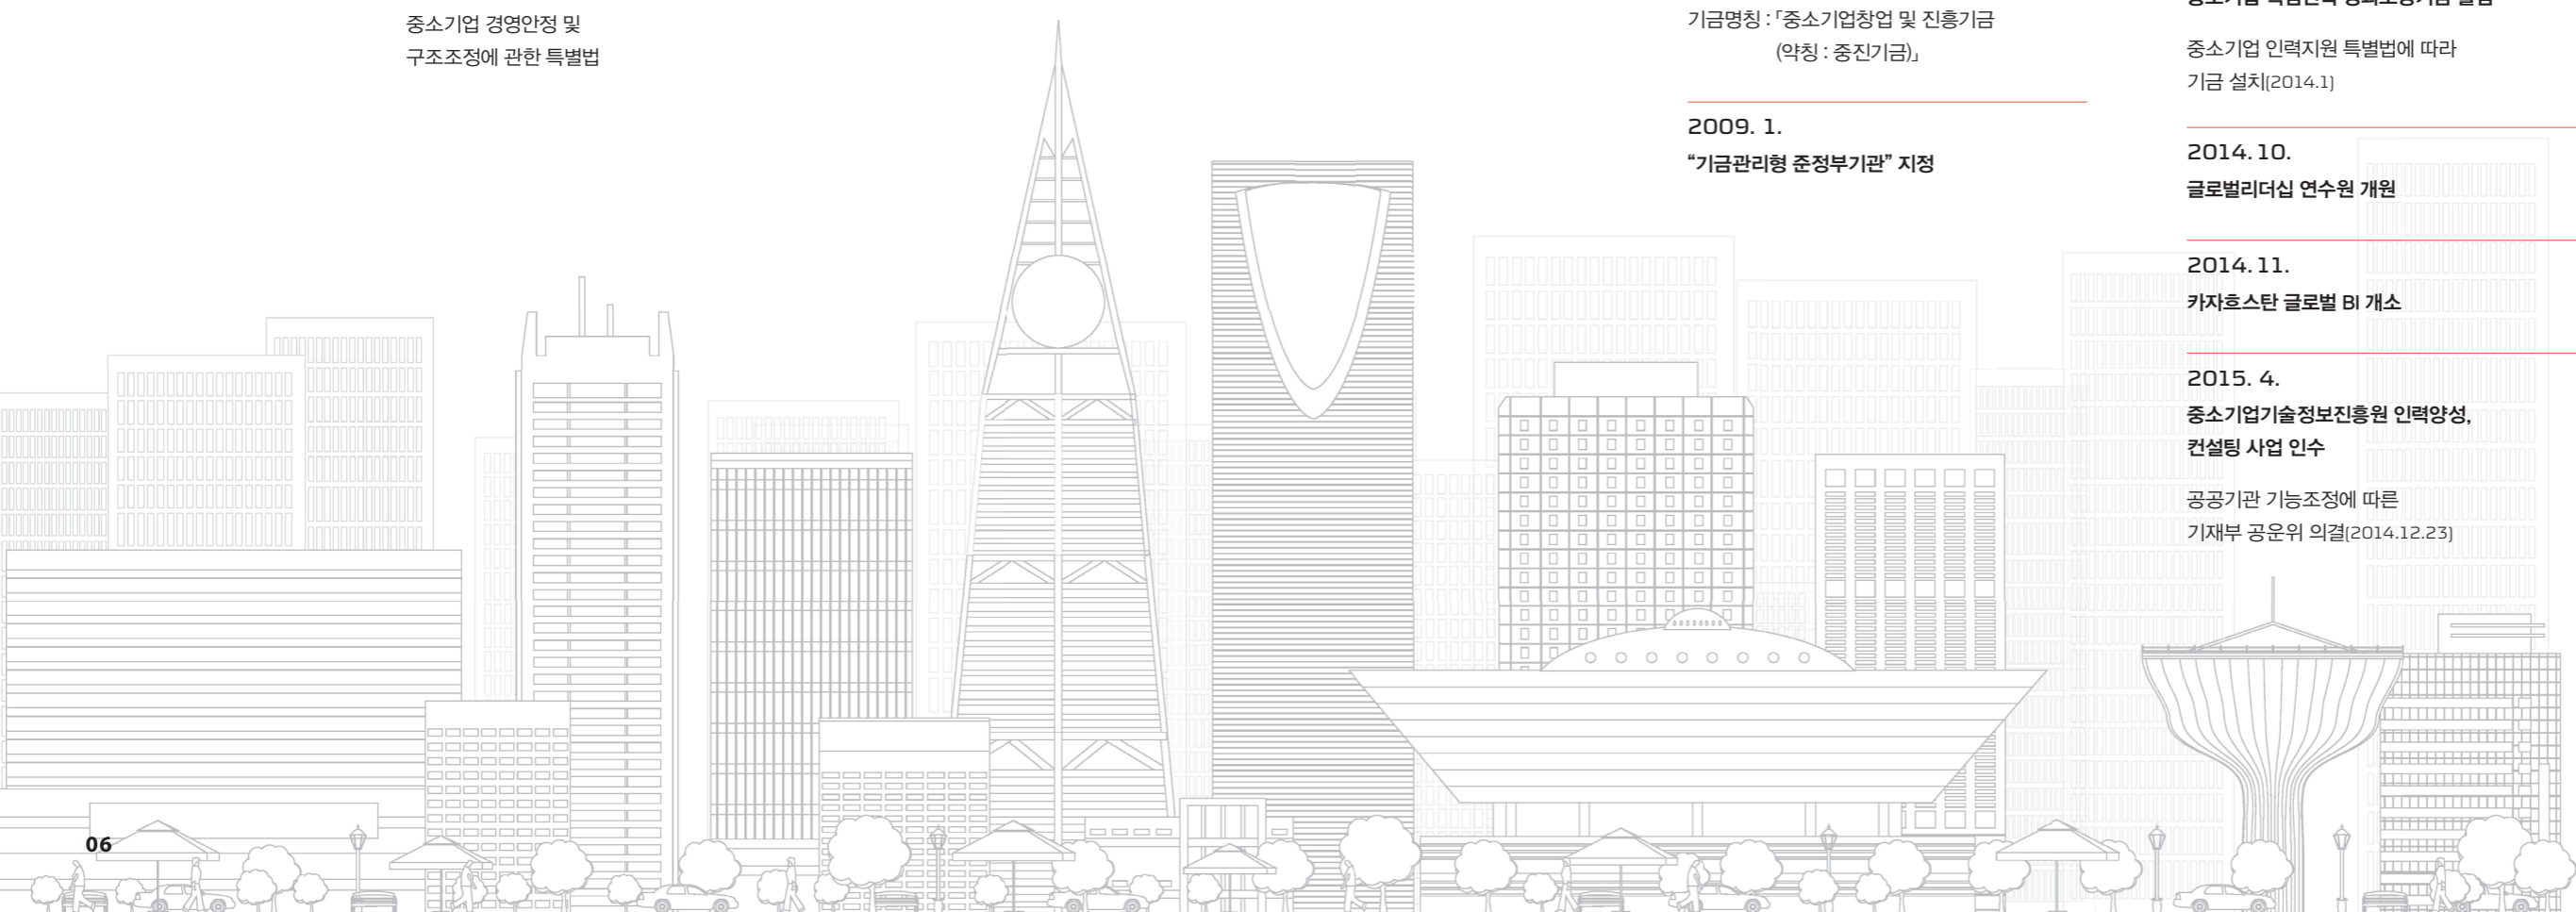 중소기업 경영안정 및
구조조정에 관한 특별법
기금명칭 : 「중소기업창업 및 진흥기금
(약칭 : 중진기금)」
2009. 1.
“기금관리형 준정부기관” 지정
중소기업 인력지원 특별법에 따라
기금 설치(2014.1)
2014. 10.
글로벌리더십 연수원 개원
2014. 11.
카자흐스탄 글로벌 BI 개소
2015. 4.
중소기업기술정보진흥원 인력양성,
컨설팅 사업 인수
공공기관 기능조정에 따른
기재부 공운위 의결(2014.12.23)
06